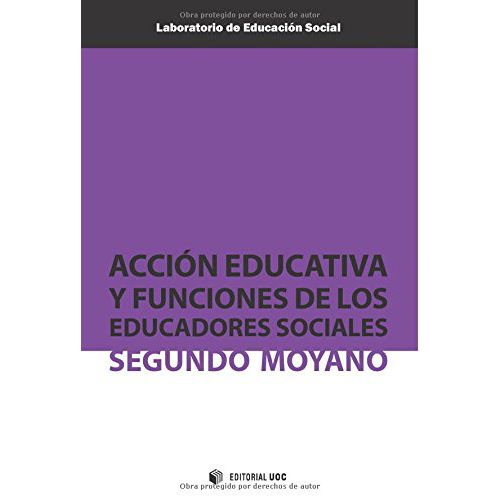 Obra protegido por derechos de autor
Laboratorio de Educación Social
ACCIÓN EDUCATIVA
Y FUNCIONES DE LOS
EDUCADORES SOCIALES
SEGUNDO MOYANO
EDITORIAL UOC
Obra protegido por derechos de autor